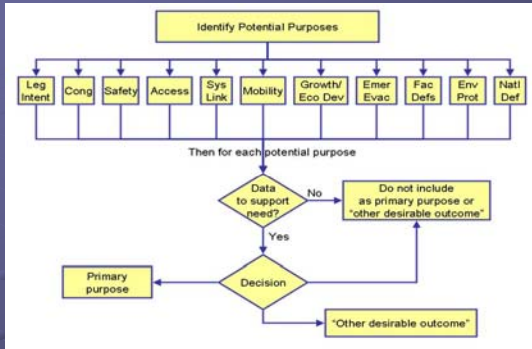 Identify Potential Purposes
Leg
Intent
Cong
Safety
Access
Sys
Link
Mobility
Growth/
Eco Dev
Emer
Evac
Fac
Defs
Env
Prot
Natl
Def
Then for each potential purpose
Data
to support
need?
No
Do not include
as primary purpose or
"other desirable outcome"
Yes
Primary
purpose
Decision
"Other desirable outcome"